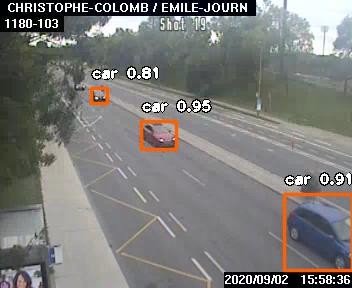 CHRISTOPHE-COLOMB / EMILE-JOURN
1180-103
Shot 19
car 0.81
car 0.95
car 0.91
2020/09/02 15:58:36